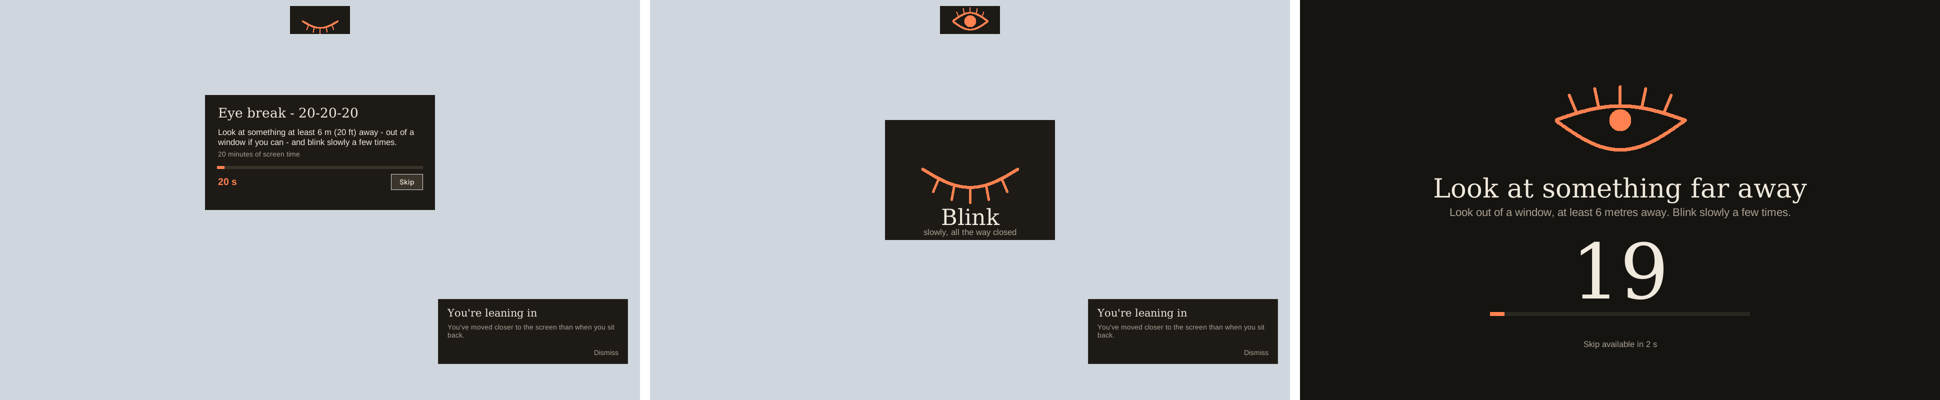 Eye break - 20-20-20
Look at something at least 6 m (20 ft) away - out of a
window if you can - and blink slowly a few times.
20 minutes of screen time
20 s
Skip
You're leaning in
You've moved closer to the screen than when you sit
back.
Dismiss
Blink
slowly, all the way closed
You're leaning in
You've moved closer to the screen than when you sit
back.
Dismiss
Look at something far away
Look out of a window, at least 6 metres away. Blink slowly a few times.
19
Skip available in 2 s